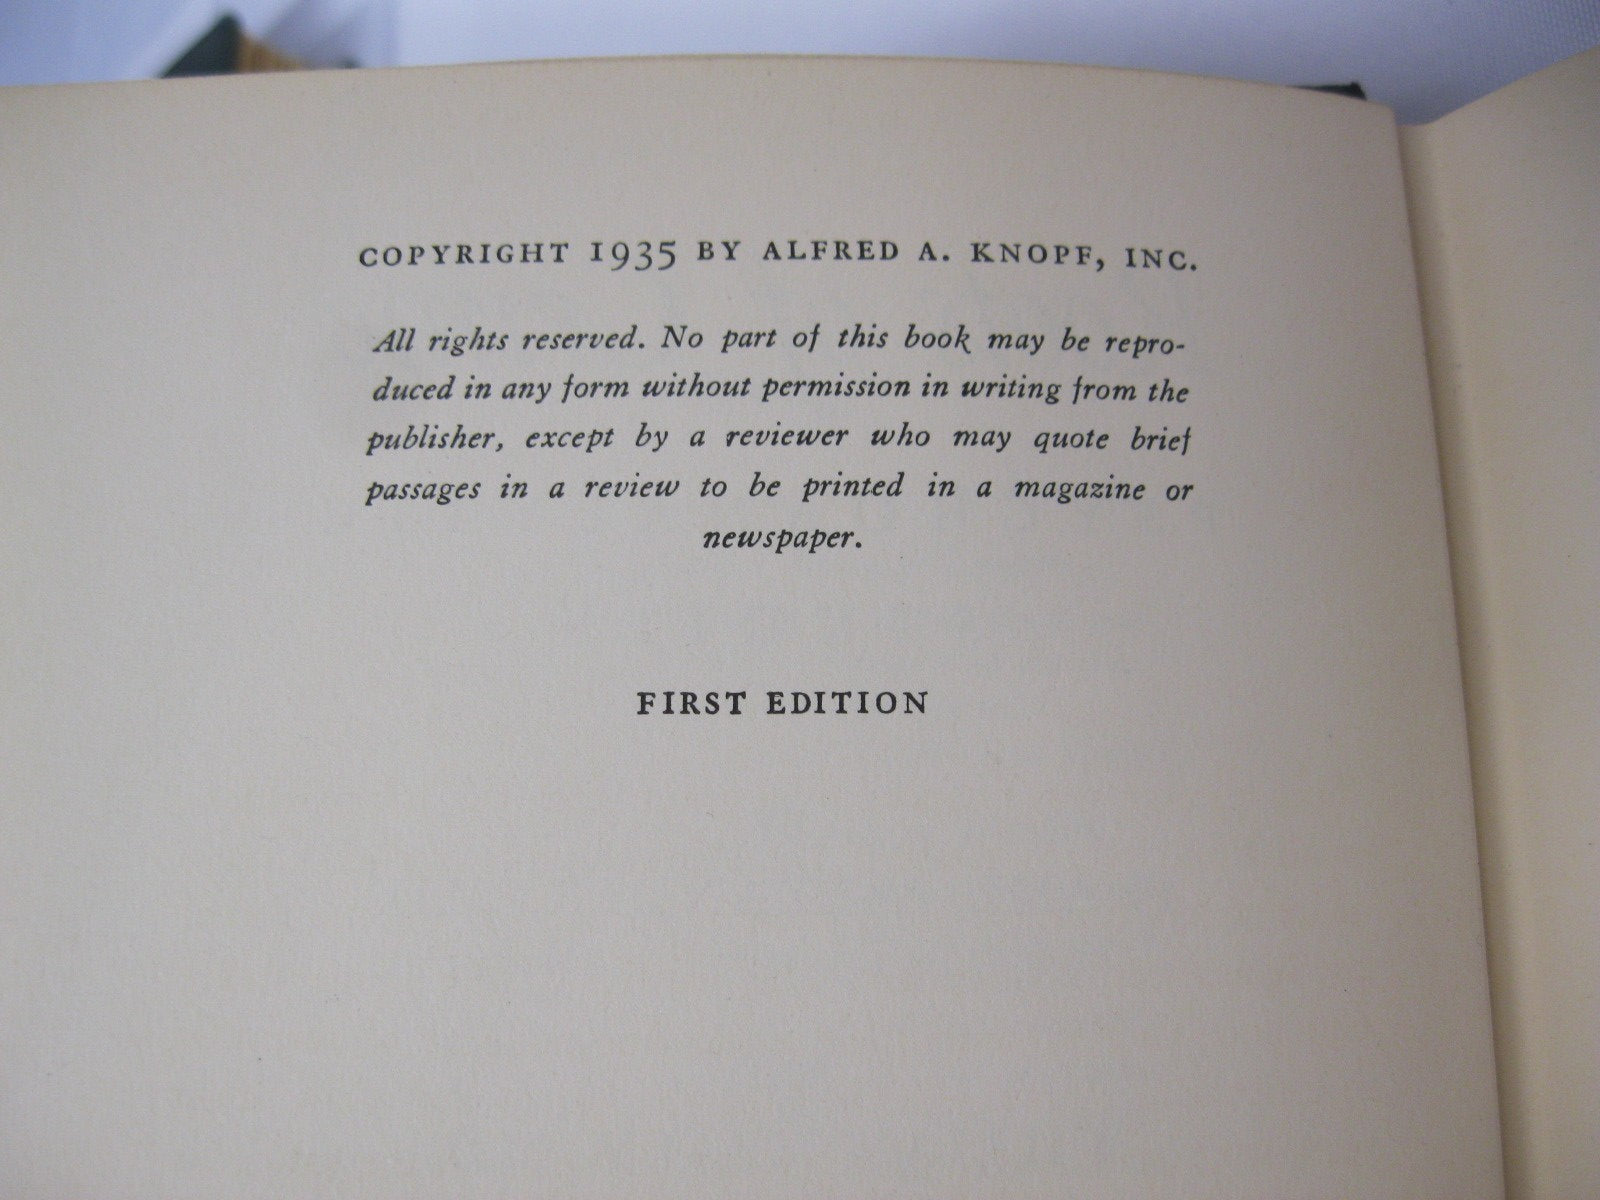 COPYRIGHT 1935 BY ALFRED A. KNOPF, INC.
All rights reserved. No part of this book may be repro-
duced in any form without permission in writing from the
publisher, except by a reviewer who may quote brief
passages in a review to be printed in a magazine or
newspaper.
FIRST EDITION